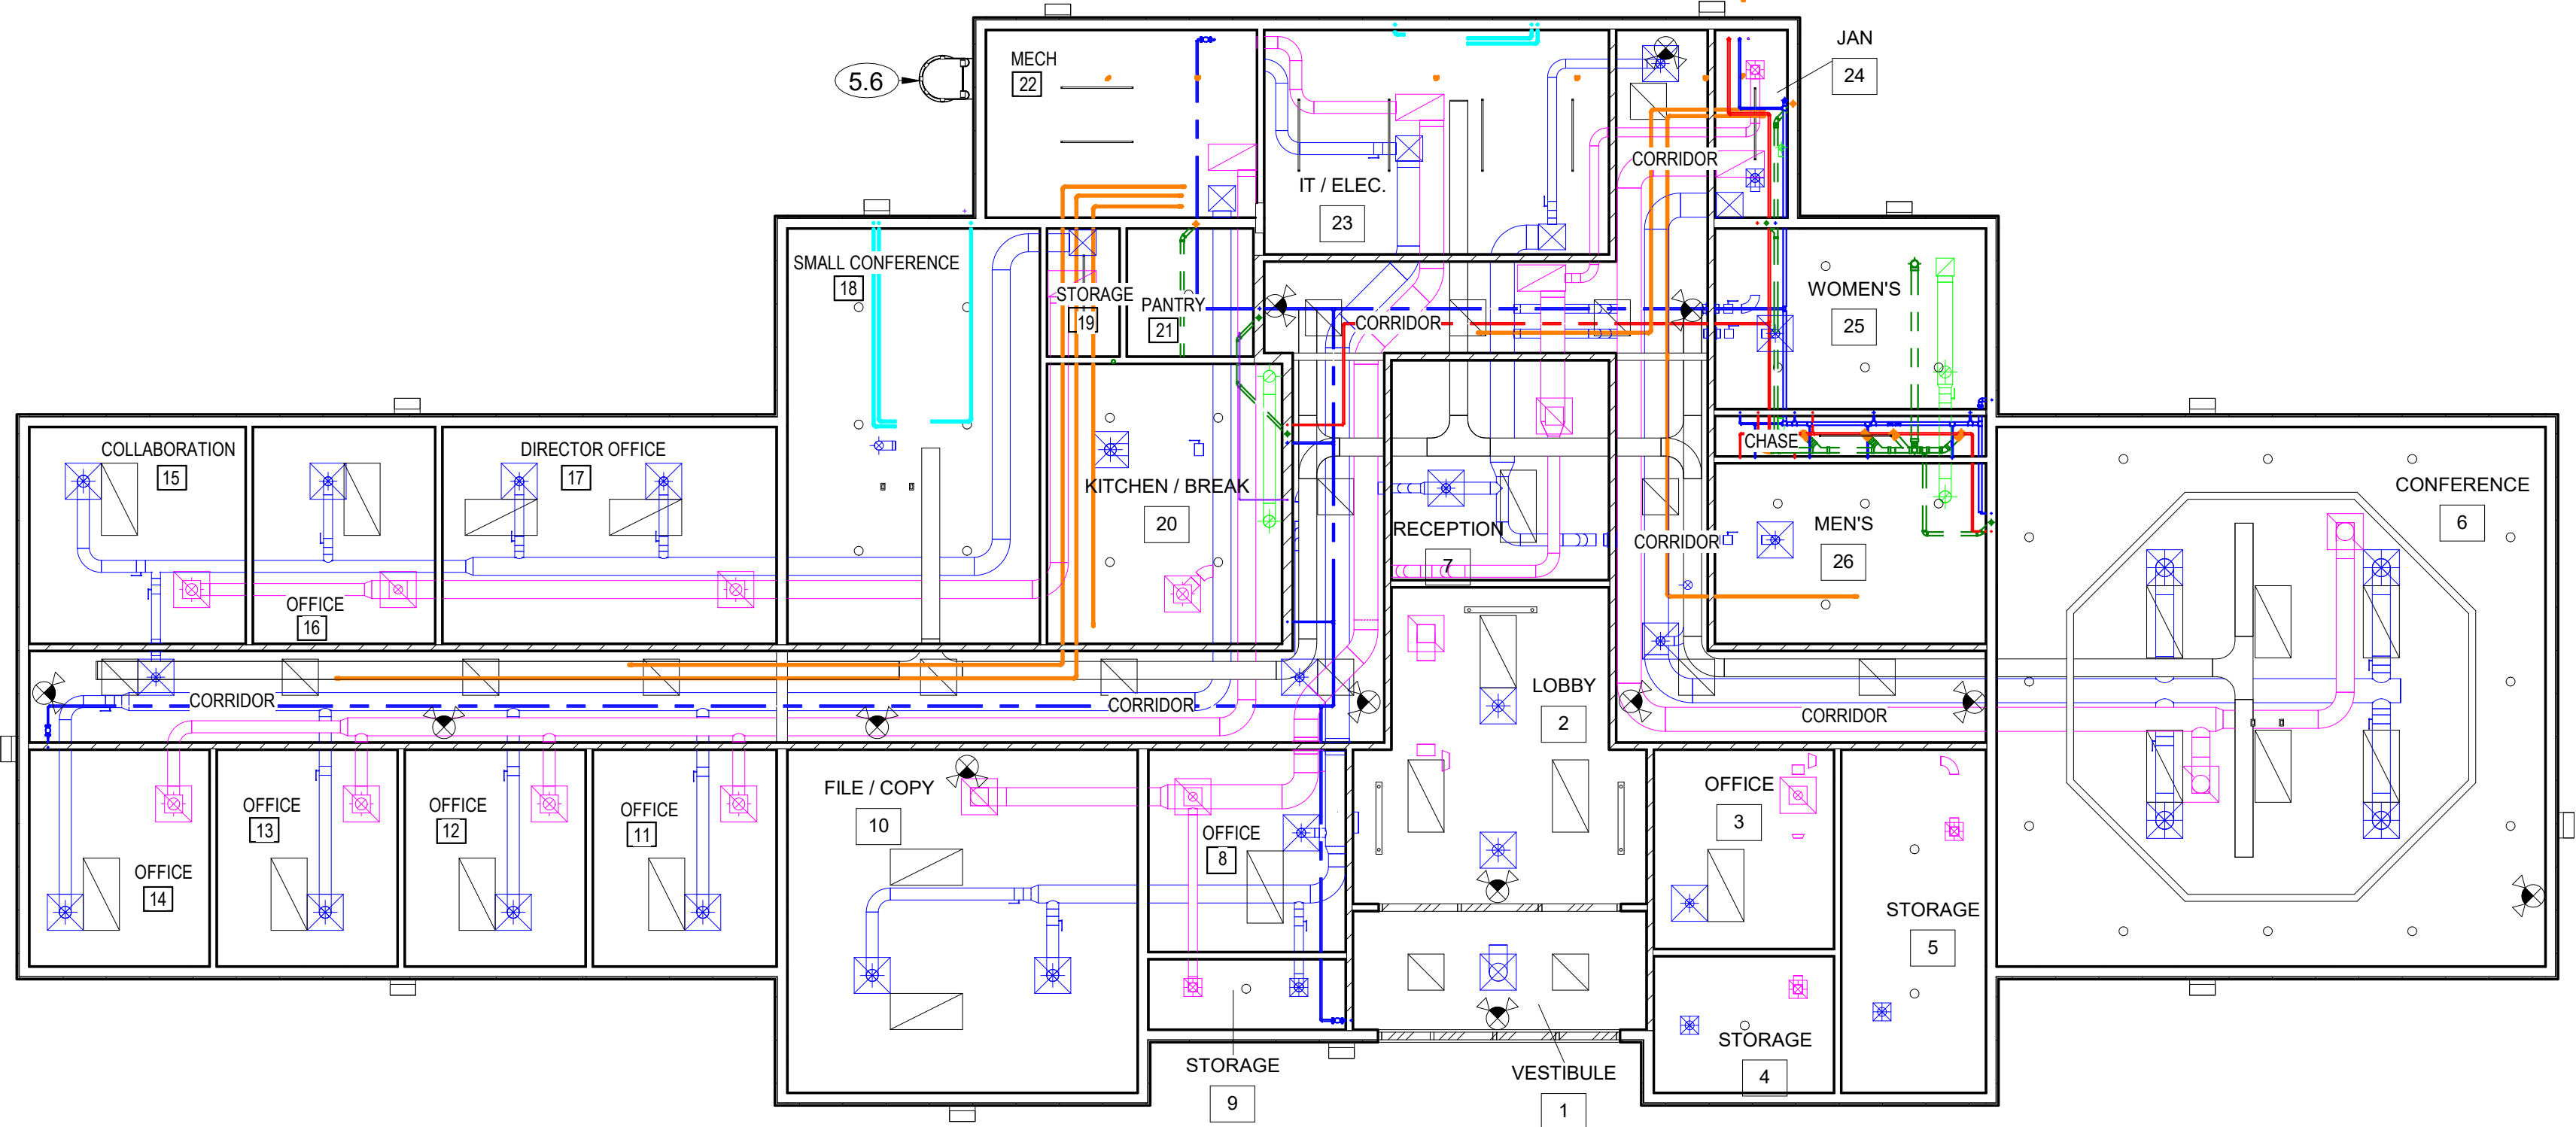 JAN
24
MECH
22
5.6
CORRIDOR
IT / ELEC.
23
SMALL CONFERENCE
18
STORAGE
19
PANTRY
21
CORRIDOR
WOMEN'S
25
COLLABORATION
15
DIRECTOR OFFICE
17
CHASE
KITCHEN / BREAK
20
CONFERENCE
6
RECEPTION
7
CORRIDOR
MEN'S
26
OFFICE
16
LOBBY
2
CORRIDOR
CORRIDOR
CORRIDOR
FILE / COPY
10
OFFICE
3
OFFICE
13
OFFICE
12
OFFICE
11
OFFICE
8
OFFICE
14
STORAGE
5
STORAGE
4
STORAGE
9
VESTIBULE
1